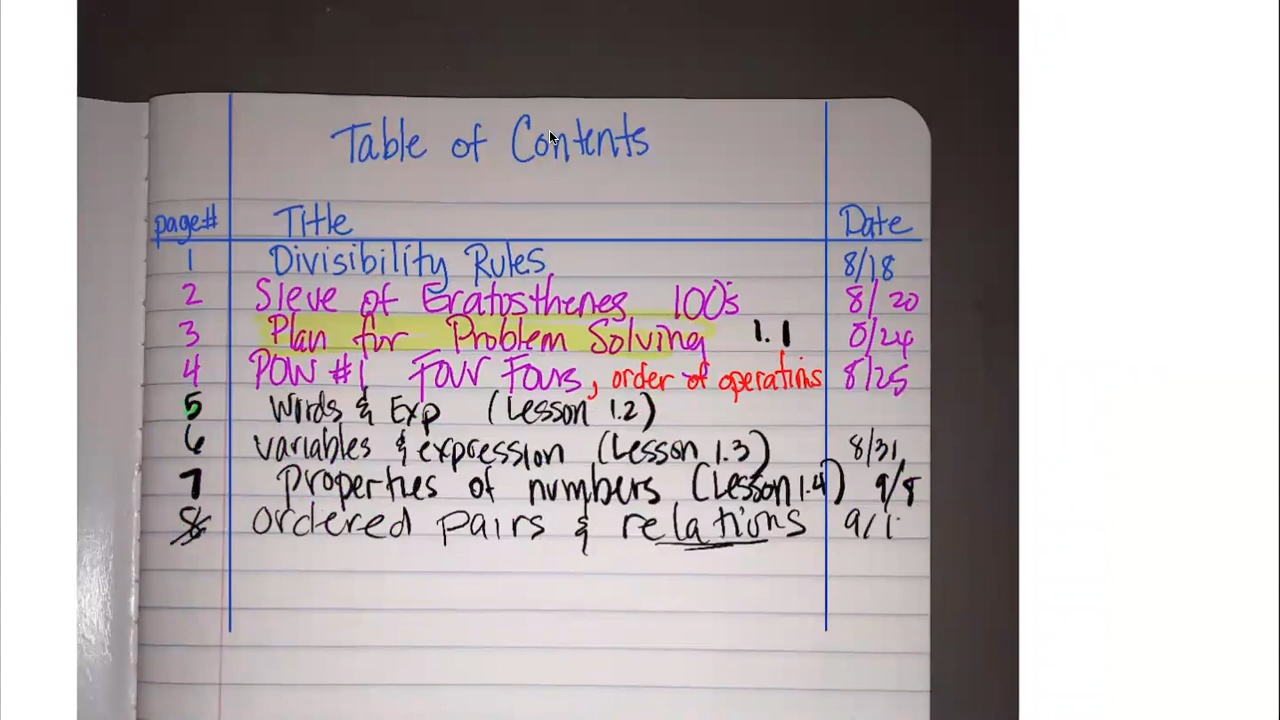 Table of Contents
page# Title Date
1 Divisibility Rules 8/18
2 Sieve of Eratosthenes 100's 8/20
3 Plan for Problem Solving 1.1 8/24
4 POW #1 Four Fours, order of operations 8/25
5 Words & Exp (Lesson 1.2)
6 variables & expression (Lesson 1.3) 8/31
7 Properties of numbers (Lesson 1.4) 9/8
8 ordered pairs & relations